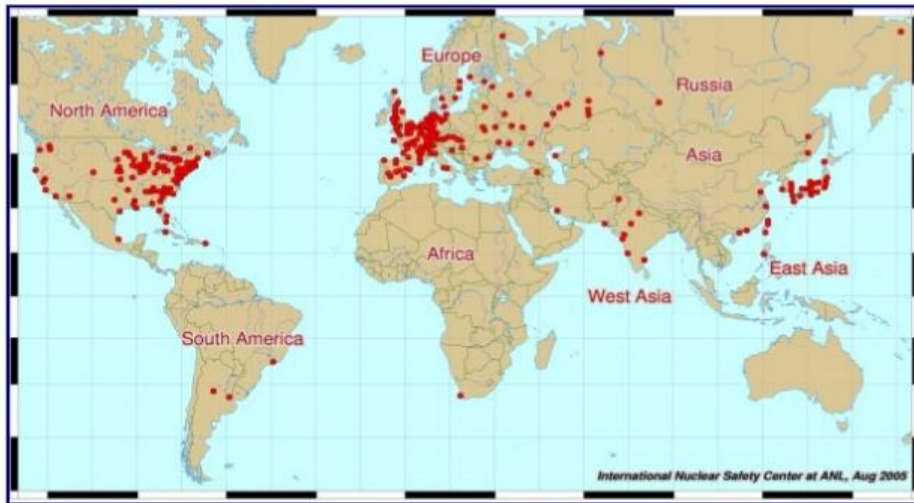 Europe
Russia
North America
Asia
Africa
East Asia
West Asia
South America
International Nuclear Safety Center at ANL, Aug 2005